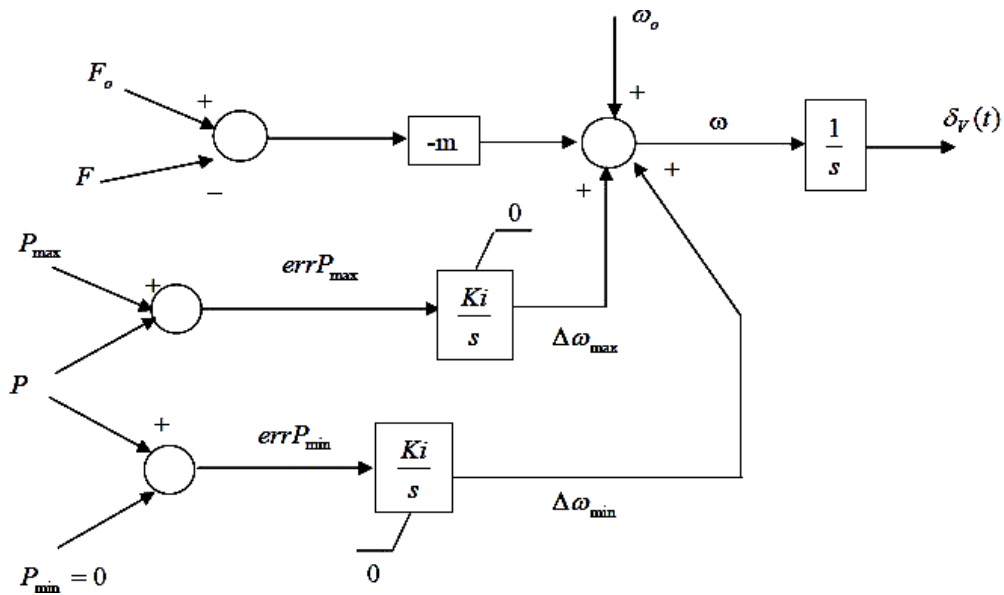 ω_o
F_o
+
+
-m
ω
1/s
δ_V(t)
F
−
+
+
0
P_max
+
errP_max
Ki/s
Δω_max
P
+
errP_min
Ki/s
Δω_min
0
P_min = 0